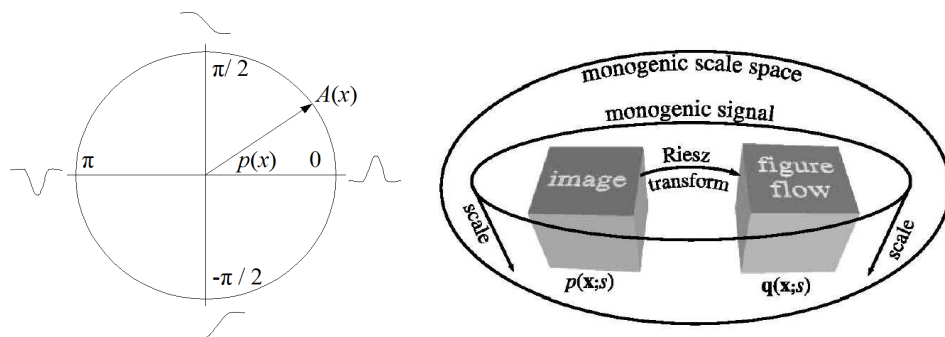 π/ 2
A(x)
π
p(x)
0
-π / 2
monogenic scale space
monogenic signal
Riesz
transform
image
figure
flow
scale
scale
p(x;s)
q(x;s)